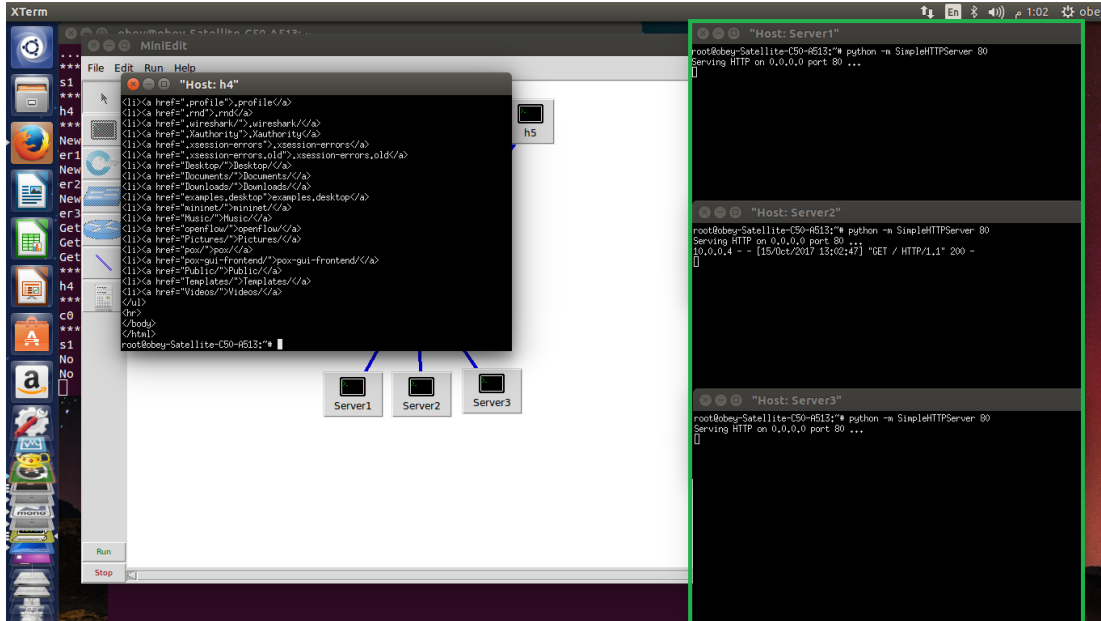 XTerm
En
م 1:02
obe
obey@obey-Satellite-C50-A513: ~
MiniEdit
File Edit Run Help
...
***
s1
***
h4
***
New
er1
New
er2
New
er3
Get
Get
Get
***
h4
***
c0
***
s1
No
No
"Host: h4"
<li><a href=".profile">.profile</a>
<li><a href=".rnd">.rnd</a>
<li><a href=".wireshark/">.wireshark/</a>
<li><a href=".Xauthority">.Xauthority</a>
<li><a href=".xsession-errors">.xsession-errors</a>
<li><a href=".xsession-errors.old">.xsession-errors.old</a>
<li><a href="Desktop/">Desktop/</a>
<li><a href="Documents/">Documents/</a>
<li><a href="Downloads/">Downloads/</a>
<li><a href="examples.desktop">examples.desktop</a>
<li><a href="mininet/">mininet/</a>
<li><a href="Music/">Music/</a>
<li><a href="openflow/">openflow/</a>
<li><a href="Pictures/">Pictures/</a>
<li><a href="pox/">pox/</a>
<li><a href="pox-gui-frontend/">pox-gui-frontend/</a>
<li><a href="Public/">Public/</a>
<li><a href="Templates/">Templates/</a>
<li><a href="Videos/">Videos/</a>
</ul>
<hr>
</body>
</html>
root@obey-Satellite-C50-A513:~#
h5
Server1
Server2
Server3
Run
Stop
"Host: Server1"
root@obey-Satellite-C50-A513:~# python -m SimpleHTTPServer 80
Serving HTTP on 0.0.0.0 port 80 ...
"Host: Server2"
root@obey-Satellite-C50-A513:~# python -m SimpleHTTPServer 80
Serving HTTP on 0.0.0.0 port 80 ...
10.0.0.4 - - [15/Oct/2017 13:02:47] "GET / HTTP/1.1" 200 -
"Host: Server3"
root@obey-Satellite-C50-A513:~# python -m SimpleHTTPServer 80
Serving HTTP on 0.0.0.0 port 80 ...
mono